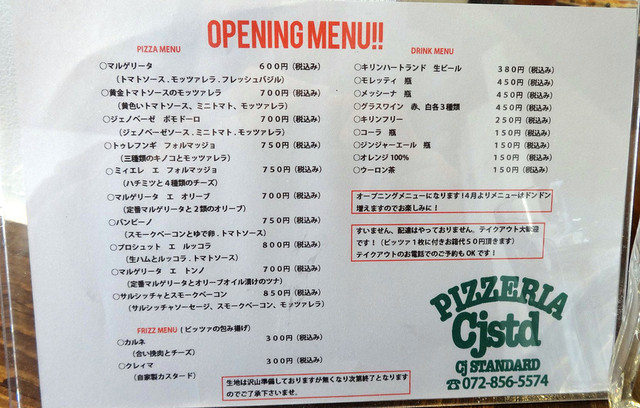 OPENING MENU!!
PIZZA MENU
○マルゲリータ 600円（税込み）
（トマトソース．モッツァレラ．フレッシュバジル）
○黄金トマトソースのマルゲリータ 700円（税込み）
（黄色いトマトソース、ミニトマト、モッツァレラ）
○ジェノベーゼ ポモドーロ 700円（税込み）
（ジェノベーゼソース．ミニトマト．モッツァレラ）
○トゥレフンギ フォルマッジョ 750円（税込み）
（三種類のキノコとモッツァレラ）
○ミィエレ エ フォルマッジョ 750円（税込み）
（ハチミツと４種類のチーズ）
○マルゲリータ エ オリーブ 700円（税込み）
（定番マルゲリータと２類のオリーブ）
○バンビーノ 750円（税込み）
（スモークベーコンとゆで卵．トマトソース）
○プロシュット エ ルッコラ 800円（税込み）
（生ハムとルッコラ．トマトソース）
○マルゲリータ エ トンノ 700円（税込み）
（定番マルゲリータとオリーブオイル漬けのツナ）
○サルシッチャとスモークベーコン 850円（税込み）
（サルシッチャソーセージ、スモークベーコン、モッツァレラ）
FRIZZ MENU（ピッツァの包み揚げ）
○カルネ 300円（税込み）
（合い挽肉とチーズ）
○クレイマ 300円（税込み）
（自家製カスタード）
生地は沢山準備しておりますが無くなり次第終了となります
のでご了承下さいませ。
DRINK MENU
○キリンハートランド 生ビール 380円（税込み）
○モレッティ 瓶 450円（税込み）
○メッシーナ 瓶 450円（税込み）
○グラスワイン 赤、白各３種類 450円（税込み）
○キリンフリー 250円（税込み）
○コーラ 瓶 150円（税込み）
○ジンジャーエール 瓶 150円（税込み）
○オレンジ100% 150円（税込み）
○ウーロン茶 150円（税込み）
オープニングメニューになります！４月よりメニューはドンドン
増えますのでお楽しみに！
すいません、配達はやっておりません。テイクアウト大歓迎
です！（ピッツァ１枚に付きお箱代５０円頂きます）
テイクアウトのお電話でのご予約もOKです！
PIZZERIA
Cjstd
Cj STANDARD
☎072-856-5574